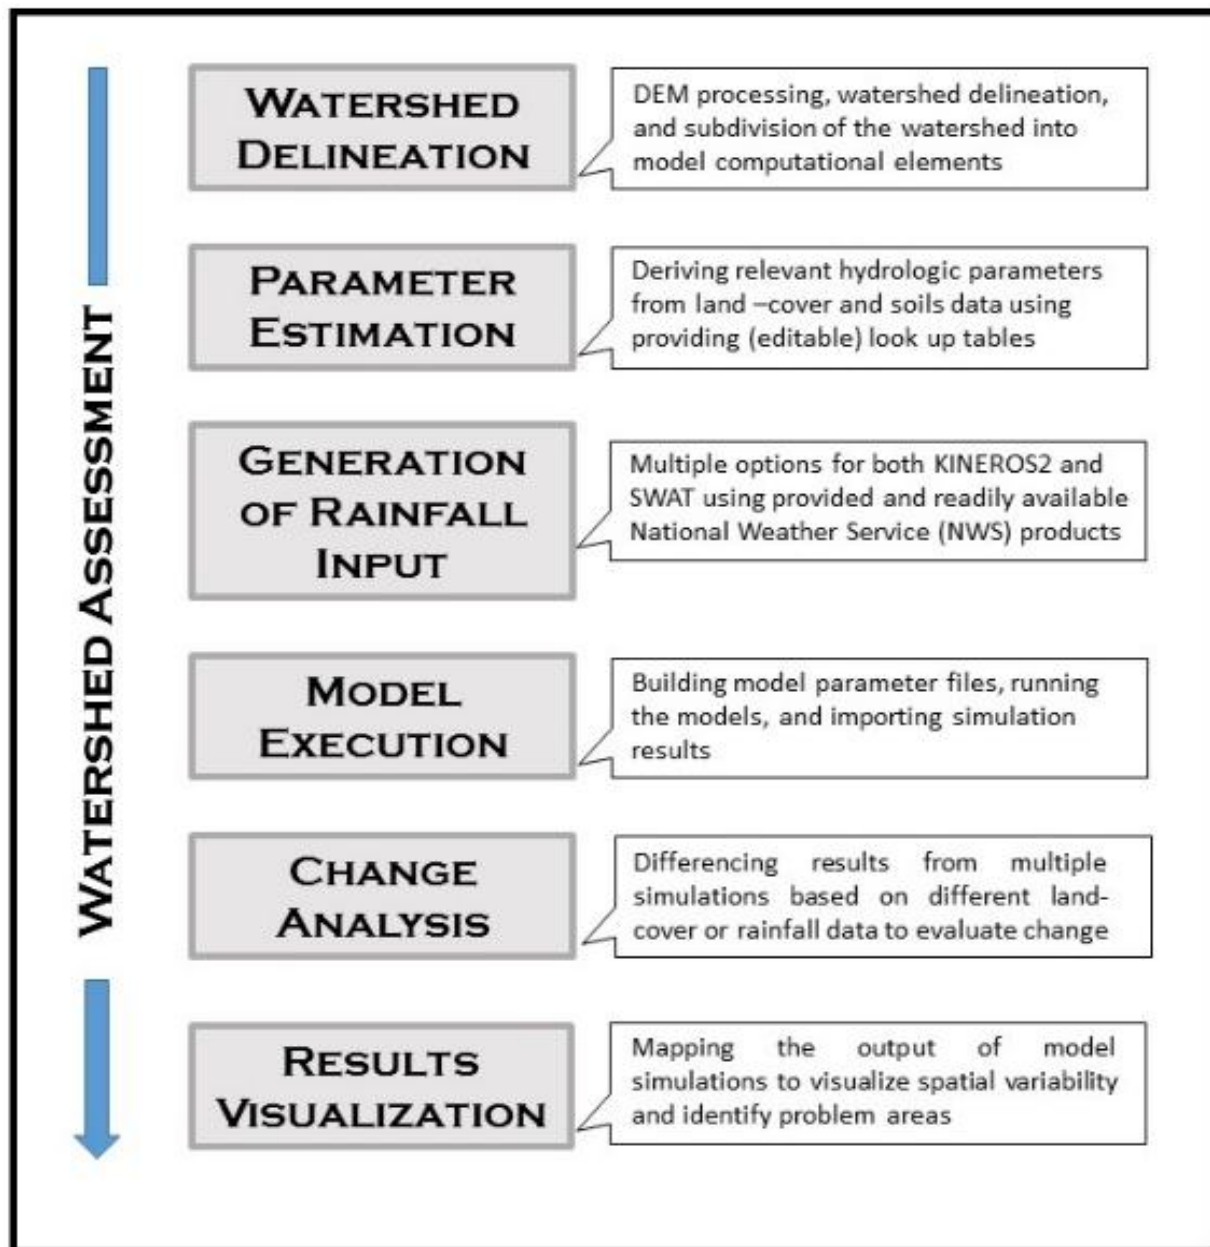 WATERSHED ASSESSMENT
WATERSHED
DELINEATION
DEM processing, watershed delineation,
and subdivision of the watershed into
model computational elements
PARAMETER
ESTIMATION
Deriving relevant hydrologic parameters
from land –cover and soils data using
providing (editable) look up tables
GENERATION
OF RAINFALL
INPUT
Multiple options for both KINEROS2 and
SWAT using provided and readily available
National Weather Service (NWS) products
MODEL
EXECUTION
Building model parameter files, running
the models, and importing simulation
results
CHANGE
ANALYSIS
Differencing results from multiple
simulations based on different land-
cover or rainfall data to evaluate change
RESULTS
VISUALIZATION
Mapping the output of model
simulations to visualize spatial variability
and identify problem areas